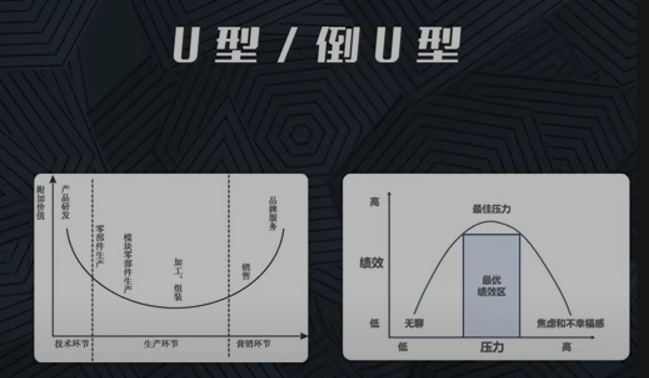 U型/倒U型
附加价值
产品研发
零部件生产
模块零部件生产
加工、组装
销售
品牌服务
技术环节
生产环节
营销环节
高
绩效
低
最佳压力
最优
绩效区
无聊
焦虑和不幸福感
低
压力
高